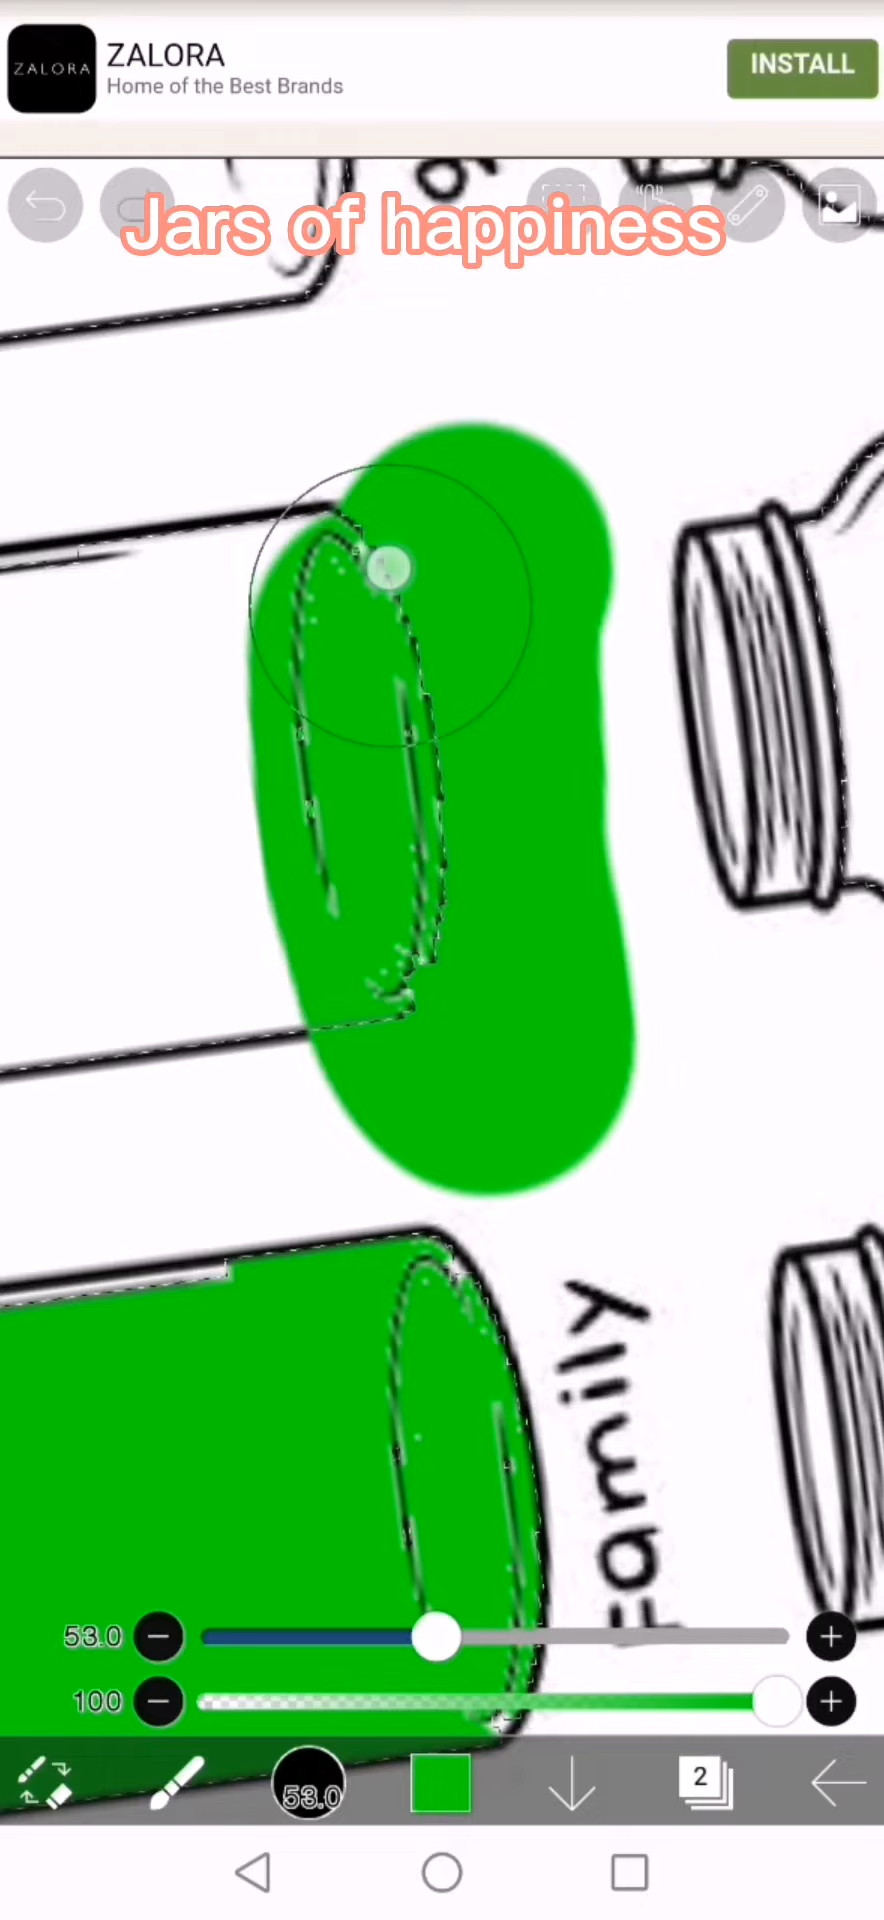 ZALORA
ZALORA
Home of the Best Brands
INSTALL
Jars of happiness
Family
53.0
100
53.0
2